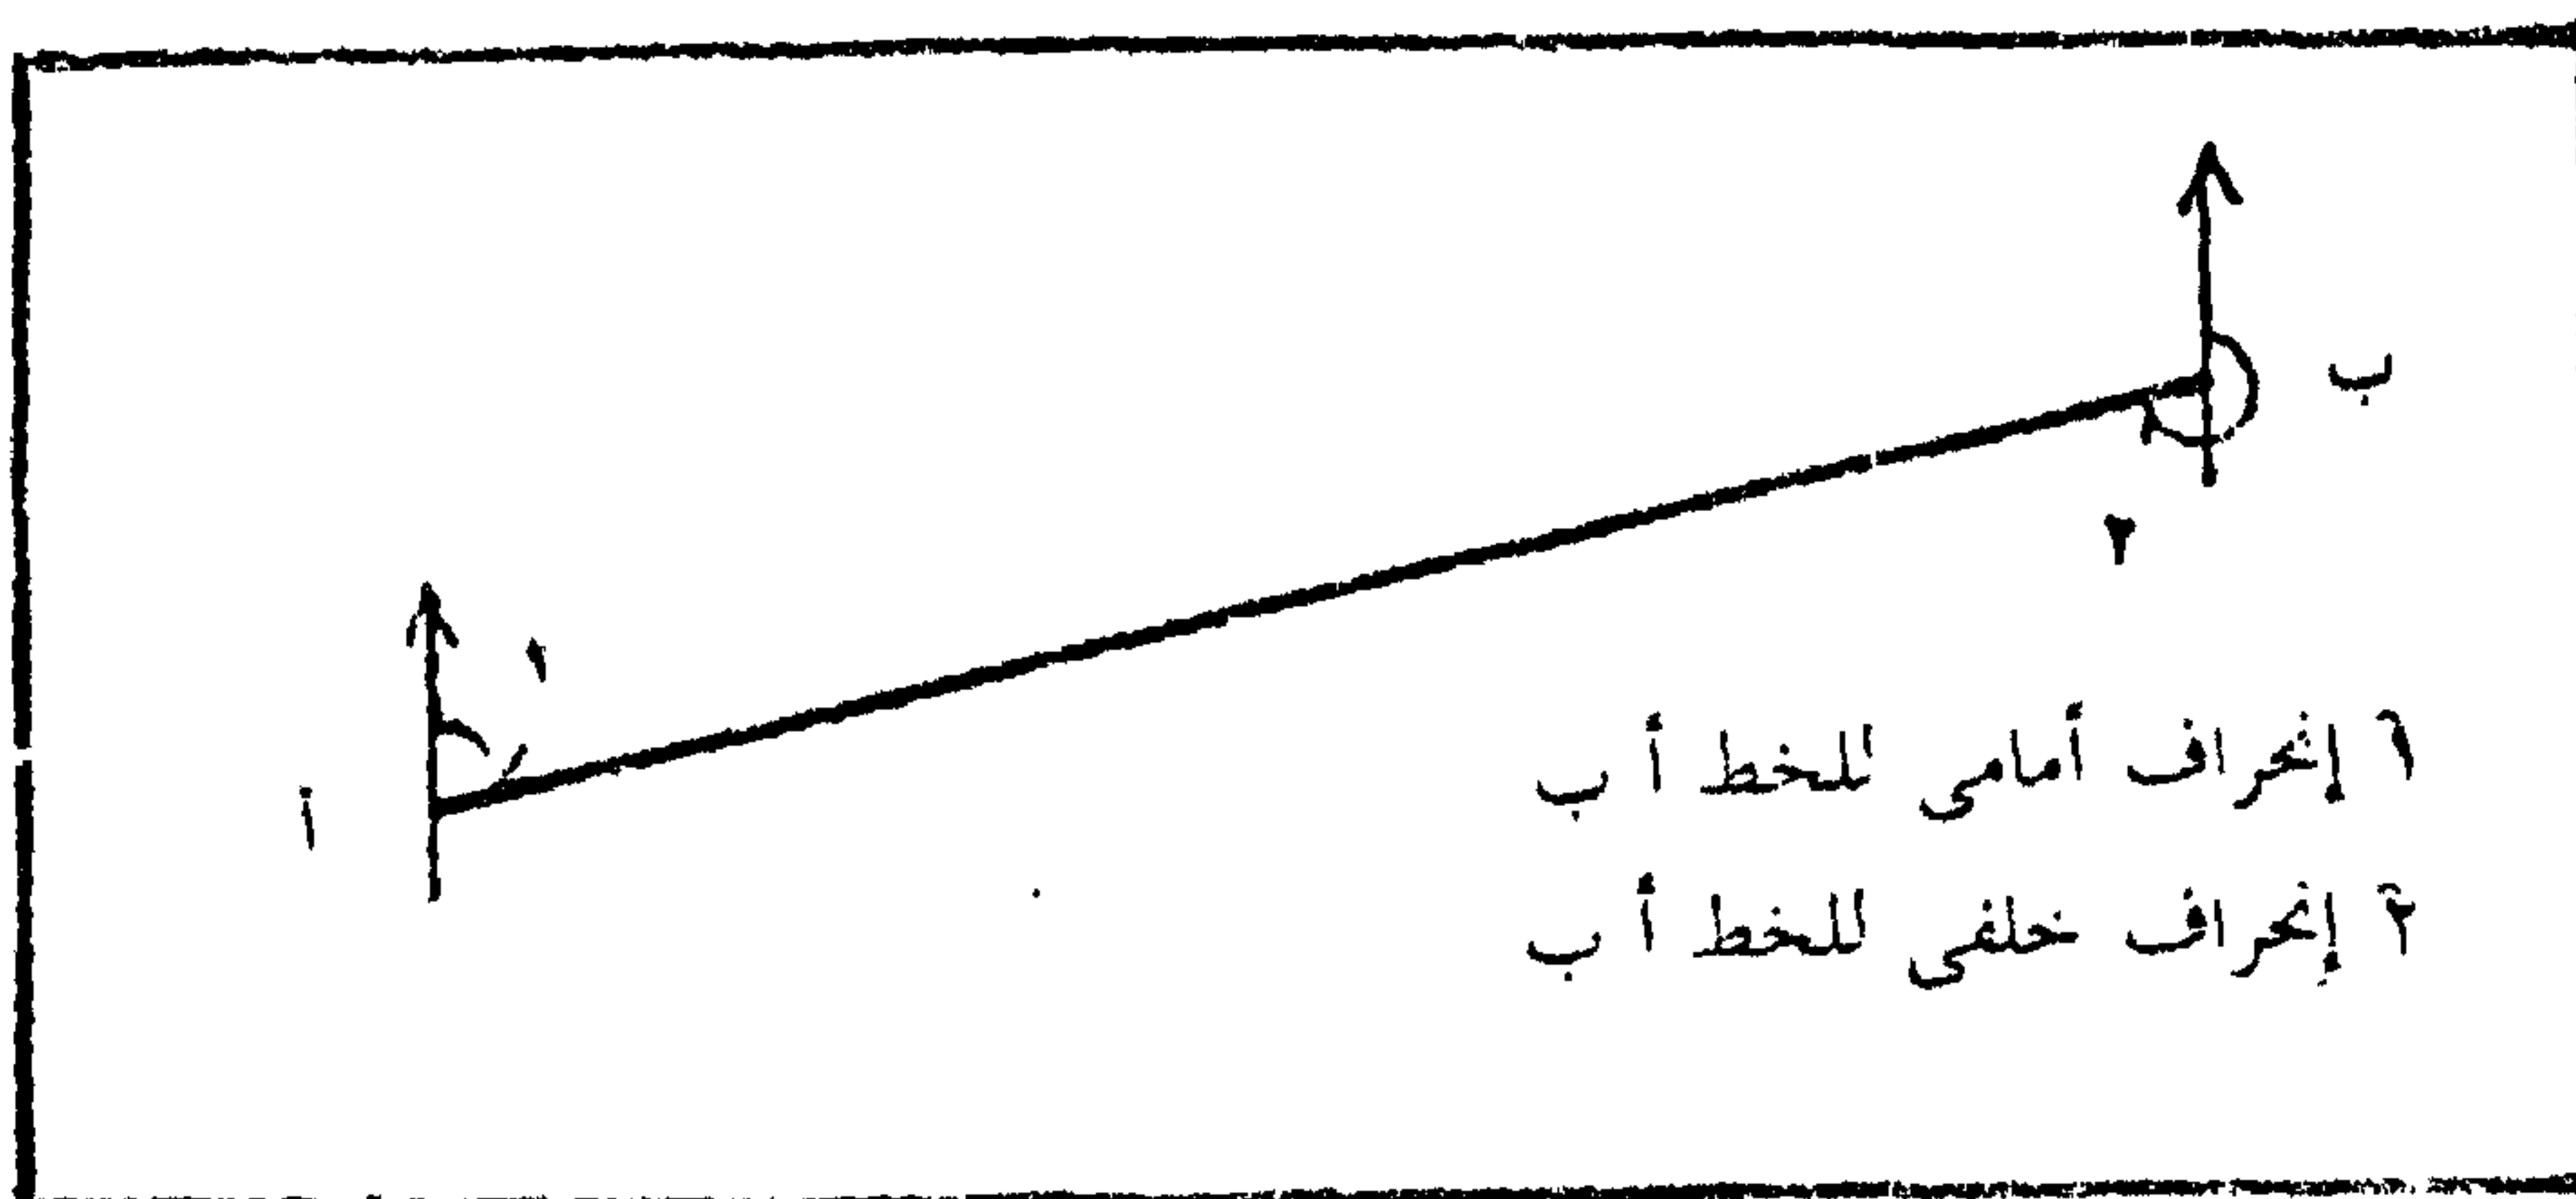 ب
٢
١
أ
١ٌ إنحراف أمامى للخط أ ب
٢ٌ إنحراف خلفى للخط أ ب